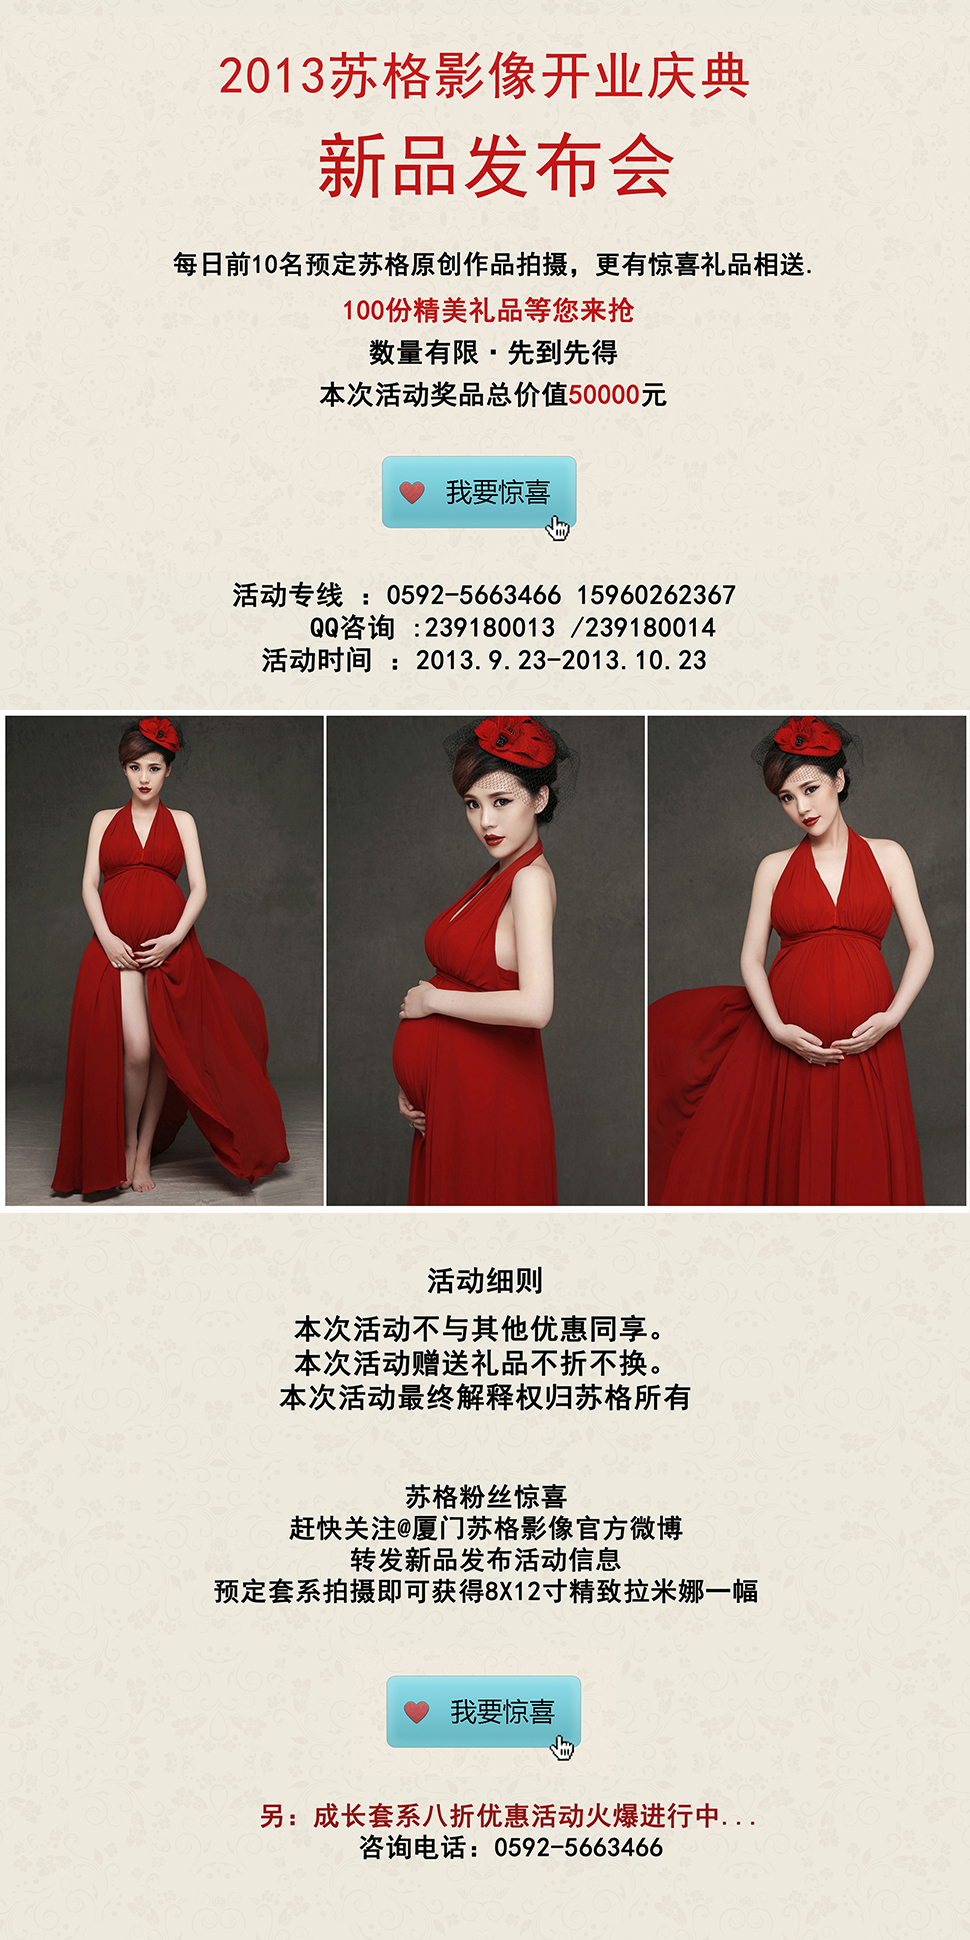 2013苏格影像开业庆典
新品发布会
每日前10名预定苏格原创作品拍摄，更有惊喜礼品相送.
100份精美礼品等您来抢
数量有限·先到先得
本次活动奖品总价值50000元
我要惊喜
活动专线 ：0592-5663466 15960262367
QQ咨询 :239180013 /239180014
活动时间 ：2013.9.23-2013.10.23
活动细则
本次活动不与其他优惠同享。
本次活动赠送礼品不折不换。
本次活动最终解释权归苏格所有
苏格粉丝惊喜
赶快关注@厦门苏格影像官方微博
转发新品发布活动信息
预定套系拍摄即可获得8X12寸精致拉米娜一幅
我要惊喜
另：成长套系八折优惠活动火爆进行中...
咨询电话：0592-5663466